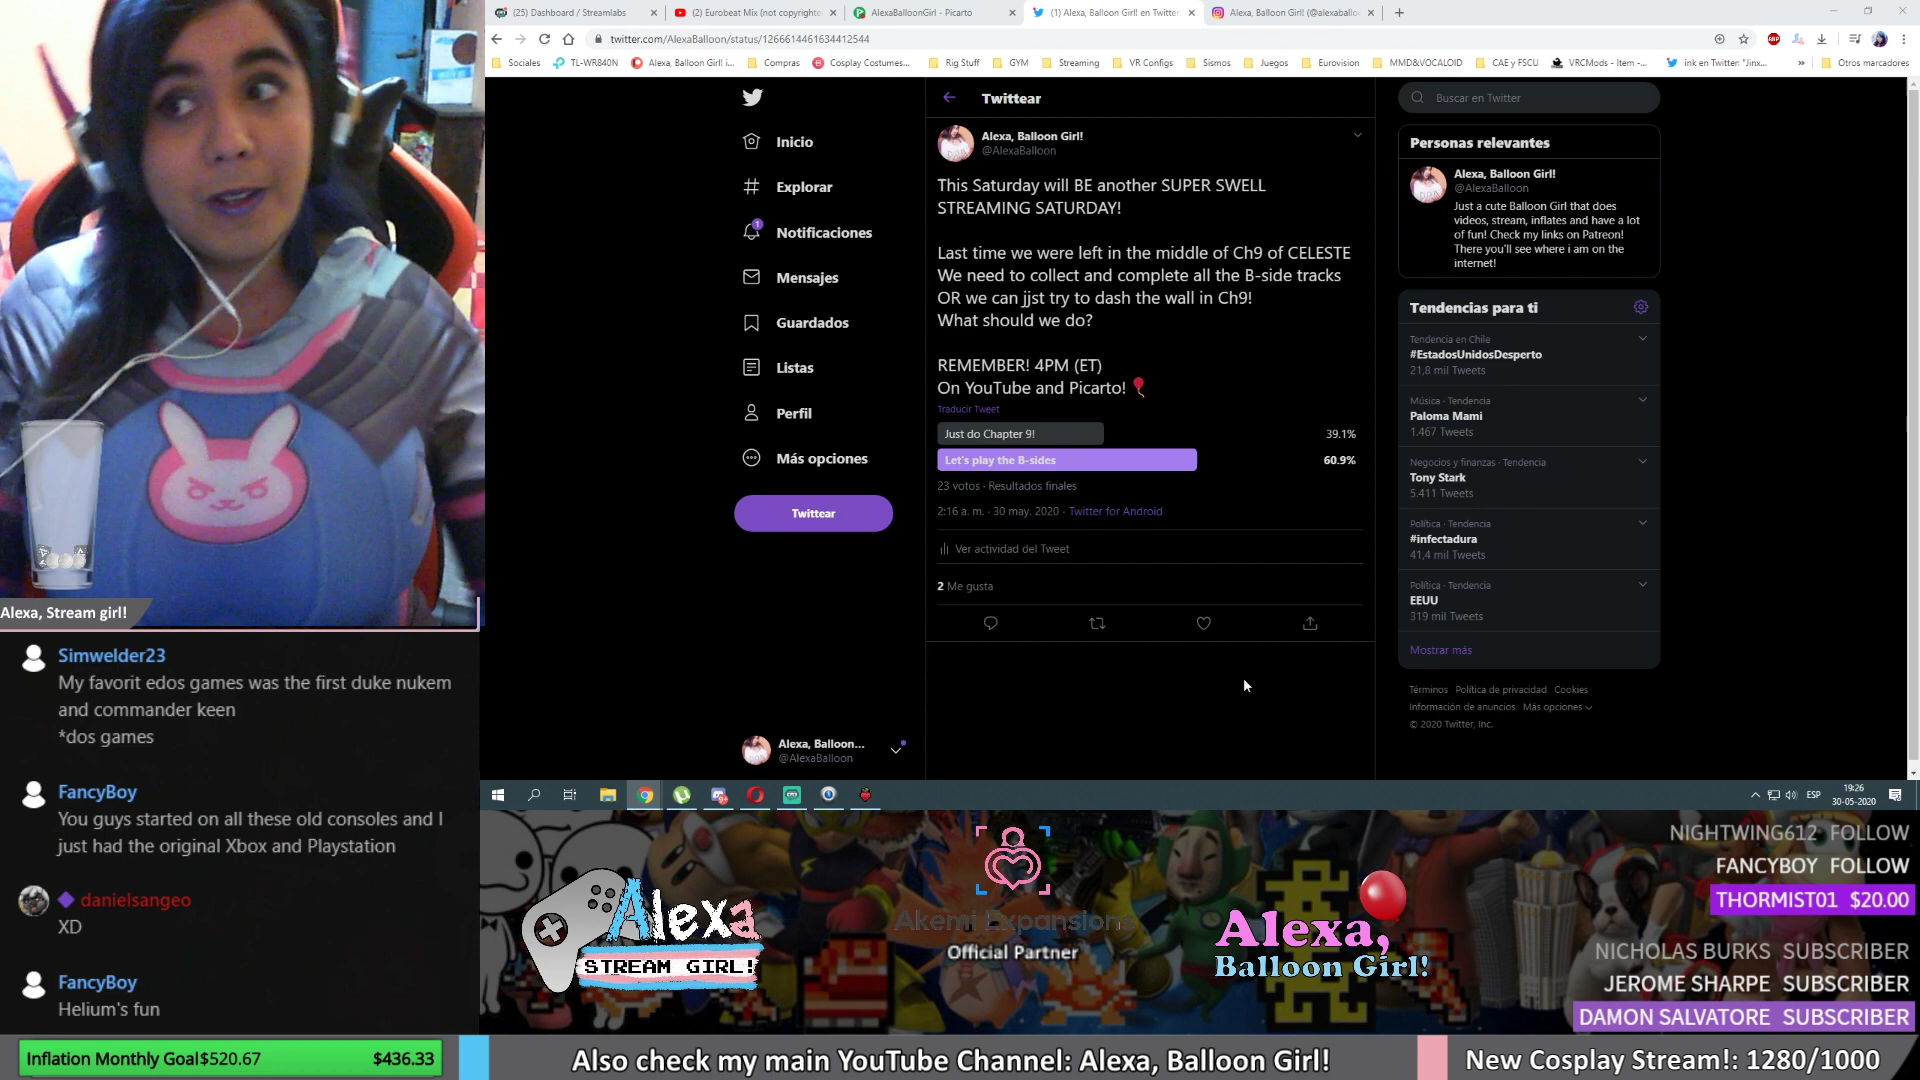 (25) Dashboard / Streamlabs
(2) Eurobeat Mix (not copyrighte
AlexaBalloonGirl - Picarto
(1) Alexa, Balloon Girl! en Twitter
Alexa, Balloon Girl! (@alexaballo
twitter.com/AlexaBalloon/status/1266614461634412544
Sociales
TL-WR840N
Alexa, Balloon Girl! i...
Compras
Cosplay Costumes...
Rig Stuff
GYM
Streaming
VR Configs
Sismos
Juegos
Eurovision
MMD&VOCALOID
CAE y FSCU
VRCMods - Item -...
ink en Twitter: "Jinx...
Otros marcadores
Inicio
Explorar
1
Notificaciones
Mensajes
Guardados
Listas
Perfil
Más opciones
Twittear
Alexa, Balloon...
@AlexaBalloon
Twittear
Alexa, Balloon Girl!
@AlexaBalloon
This Saturday will BE another SUPER SWELL
STREAMING SATURDAY!
Last time we were left in the middle of Ch9 of CELESTE
We need to collect and complete all the B-side tracks
OR we can jjst try to dash the wall in Ch9!
What should we do?
REMEMBER! 4PM (ET)
On YouTube and Picarto!
Traducir Tweet
Just do Chapter 9! 39.1%
Let's play the B-sides 60.9%
23 votos · Resultados finales
2:16 a. m. · 30 may. 2020 · Twitter for Android
Ver actividad del Tweet
2 Me gusta
Buscar en Twitter
Personas relevantes
Alexa, Balloon Girl!
@AlexaBalloon
Just a cute Balloon Girl that does
videos, stream, inflates and have a lot
of fun! Check my links on Patreon!
There you'll see where i am on the
internet!
Tendencias para ti
Tendencia en Chile
#EstadosUnidosDesperto
21,8 mil Tweets
Música · Tendencia
Paloma Mami
1.467 Tweets
Negocios y finanzas · Tendencia
Tony Stark
5.411 Tweets
Política · Tendencia
#infectadura
41,4 mil Tweets
Política · Tendencia
EEUU
319 mil Tweets
Mostrar más
Términos Política de privacidad Cookies
Información de anuncios Más opciones
© 2020 Twitter, Inc.
ESP
19:26
30-05-2020
Alexa, Stream girl!
Simwelder23
My favorit edos games was the first duke nukem
and commander keen
*dos games
FancyBoy
You guys started on all these old consoles and I
just had the original Xbox and Playstation
danielsangeo
XD
FancyBoy
Helium's fun
Alexa
STREAM GIRL!
Akemi Expansions
Official Partner
Alexa,
Balloon Girl!
NIGHTWING612 FOLLOW
FANCYBOY FOLLOW
THORMIST01 $20.00
NICHOLAS BURKS SUBSCRIBER
JEROME SHARPE SUBSCRIBER
DAMON SALVATORE SUBSCRIBER
Inflation Monthly Goal $520.67 $436.33
Also check my main YouTube Channel: Alexa, Balloon Girl!
New Cosplay Stream!: 1280/1000